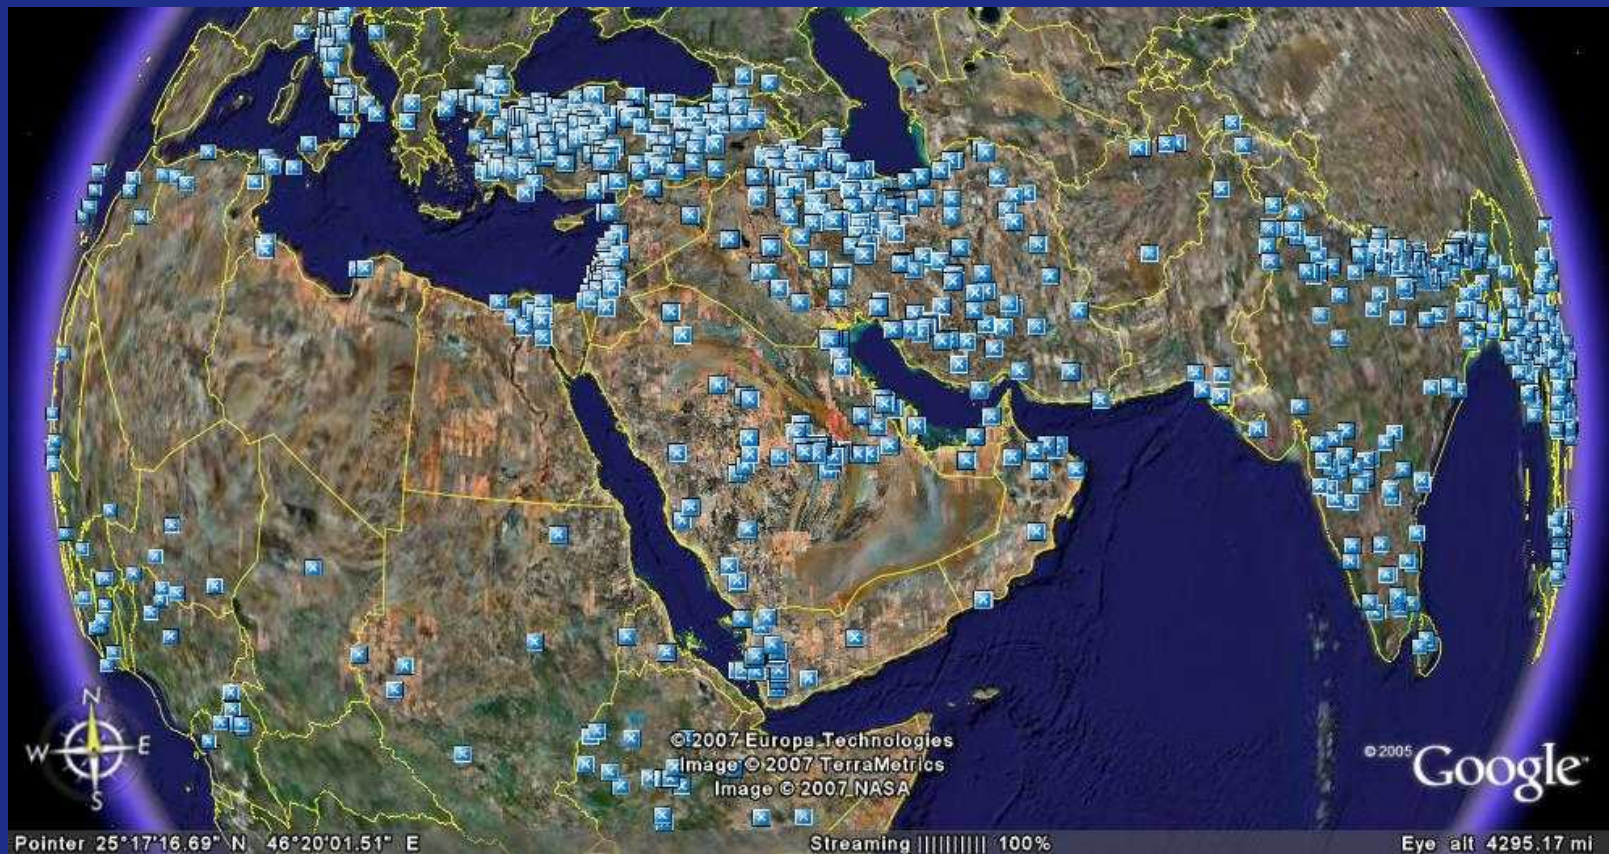 N
W E
S
© 2007 Europa Technologies
Image © 2007 TerraMetrics
Image © 2007 NASA
© 2005 Google™
Pointer 25°17'16.69" N 46°20'01.51" E
Streaming |||||||||| 100%
Eye alt 4295.17 mi